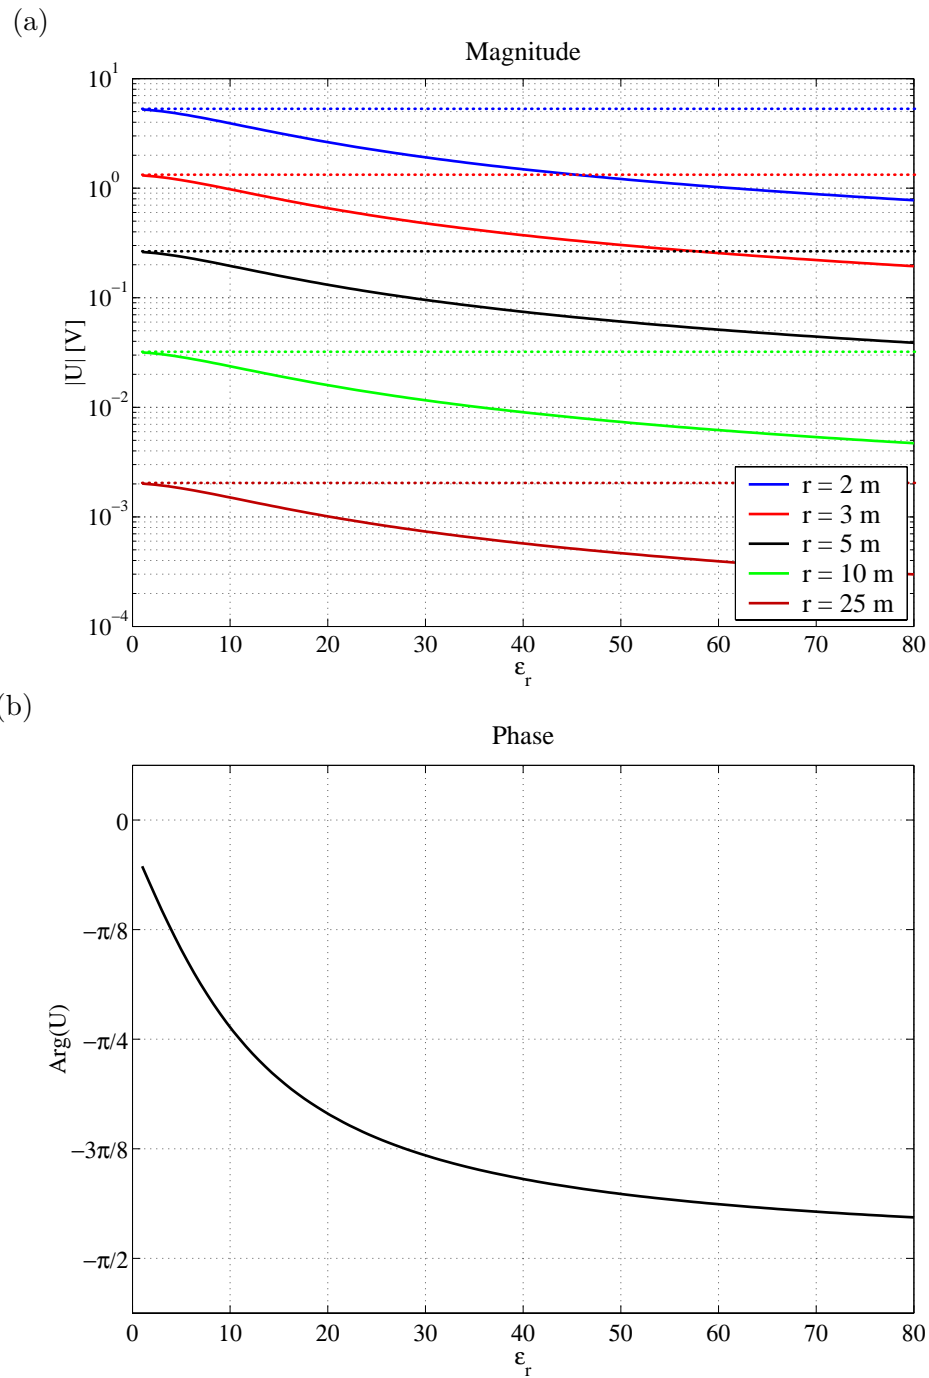 (a)
Magnitude
|U| [V]
10^1
10^0
10^−1
10^−2
10^−3
10^−4
0 10 20 30 40 50 60 70 80
ε_r
r = 2 m
r = 3 m
r = 5 m
r = 10 m
r = 25 m
(b)
Phase
Arg(U)
0
−π/8
−π/4
−3π/8
−π/2
0 10 20 30 40 50 60 70 80
ε_r